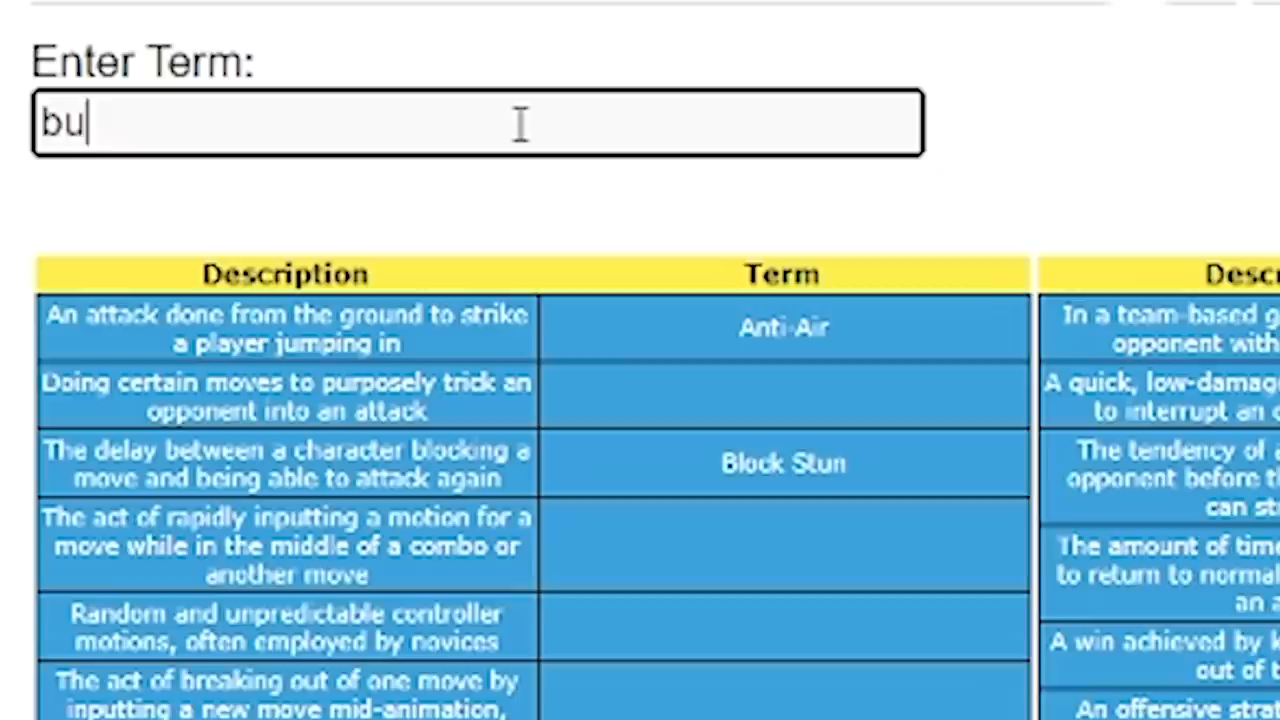 Enter Term:
bu
Description
Term
An attack done from the ground to strike
a player jumping in
Anti-Air
Doing certain moves to purposely trick an
opponent into an attack
The delay between a character blocking a
move and being able to attack again
Block Stun
The act of rapidly inputting a motion for a
move while in the middle of a combo or
another move
Random and unpredictable controller
motions, often employed by novices
The act of breaking out of one move by
inputting a new move mid-animation,
In a team-based
opponent with
A quick, low-damage
to interrupt an
The tendency of
opponent before
can
The amount of time
to return to normal
an
A win achieved by
out of
An offensive